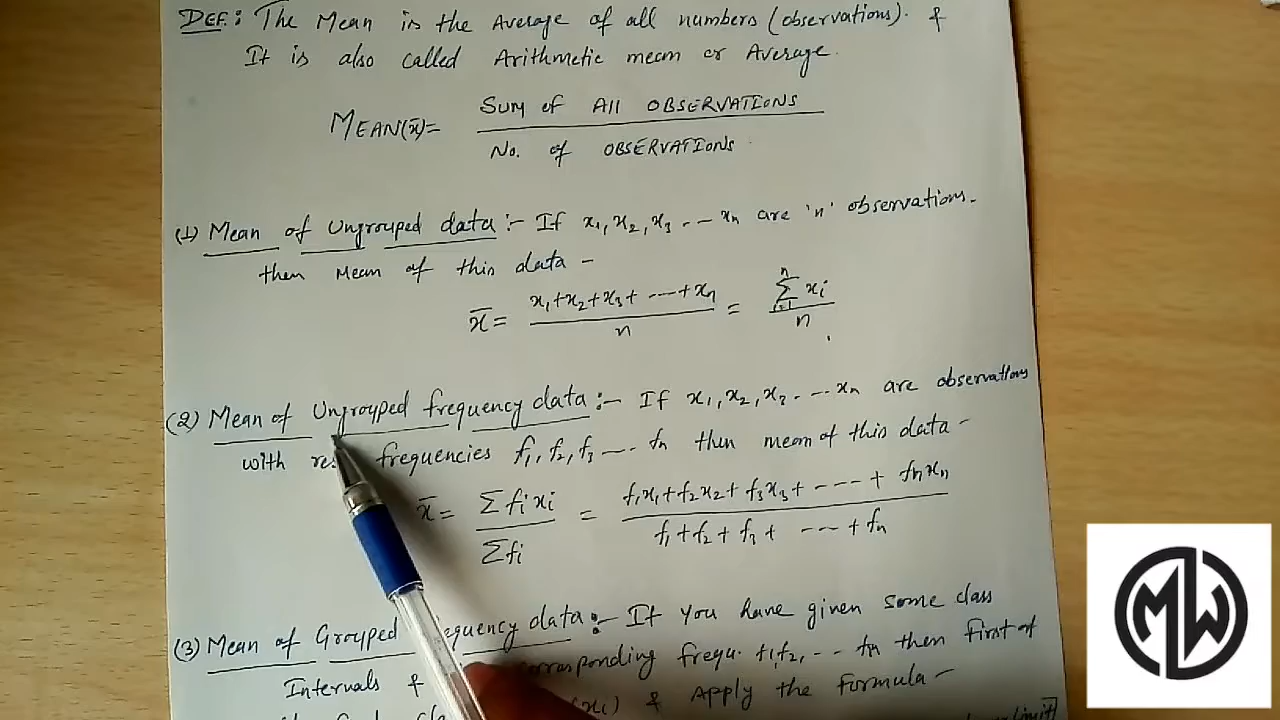 DEF: The Mean is the Average of all numbers (observations). &
It is also called Arithmetic mean or Average.
MEAN(x̄)= Sum of All OBSERVATIONS
No. of OBSERVATIONS
(1) Mean of Ungrouped data :- If x₁, x₂, x₃ -- -- xₙ are 'n' observations.
then Mean of this data -
x̄ = x₁+x₂+x₃+ ----+xₙ / n = Σⁿᵢ₌₁ xᵢ / n
(2) Mean of Ungrouped frequency data :- If x₁, x₂, x₃ - --- xₙ are observations
with frequencies f₁, f₂, f₃ ---- fₙ then mean of this data -
x̄ = Σfᵢxᵢ / Σfᵢ = f₁x₁+f₂x₂+ f₃x₃+ ---- + fₙxₙ / f₁+f₂+ f₃+ ---- + fₙ
(3) Mean of Grouped data :- If you have given some class
Intervals & frequ. f₁,f₂, -- fₙ then first of
& Apply the formula -
limit
MW